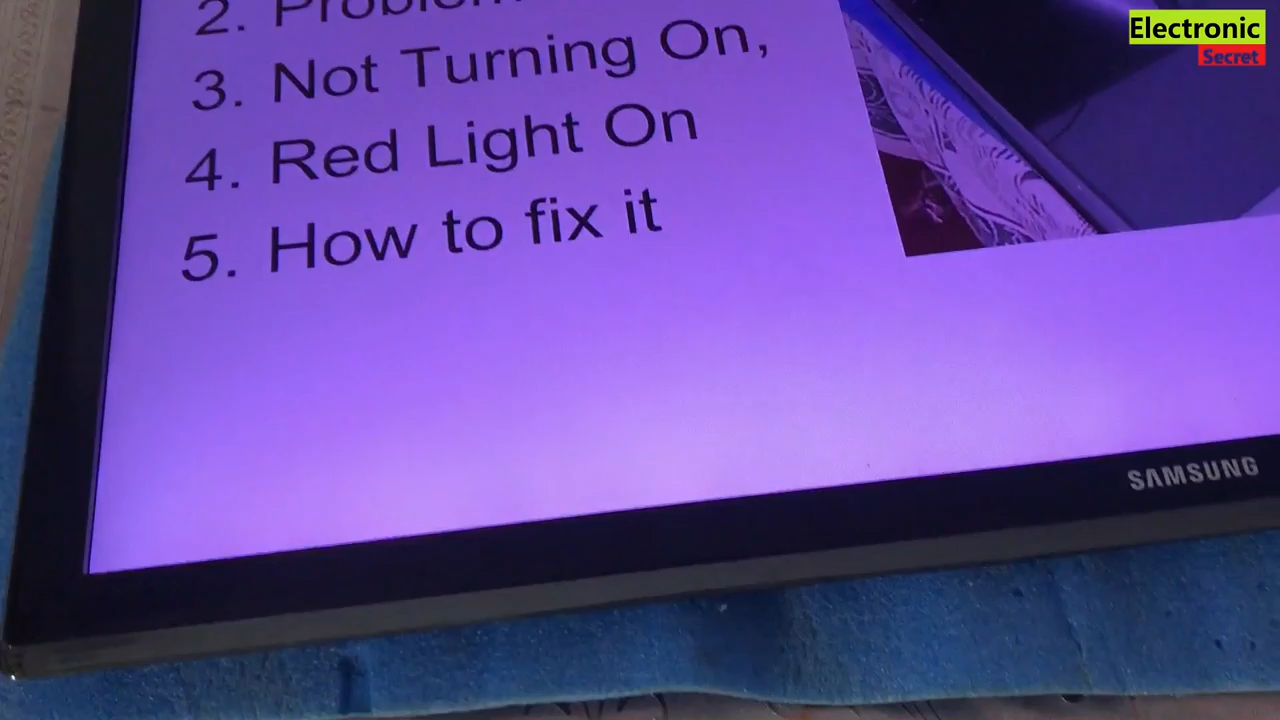 Electronic
Secret
2.
3. Not Turning On,
4. Red Light On
5. How to fix it
SAMSUNG